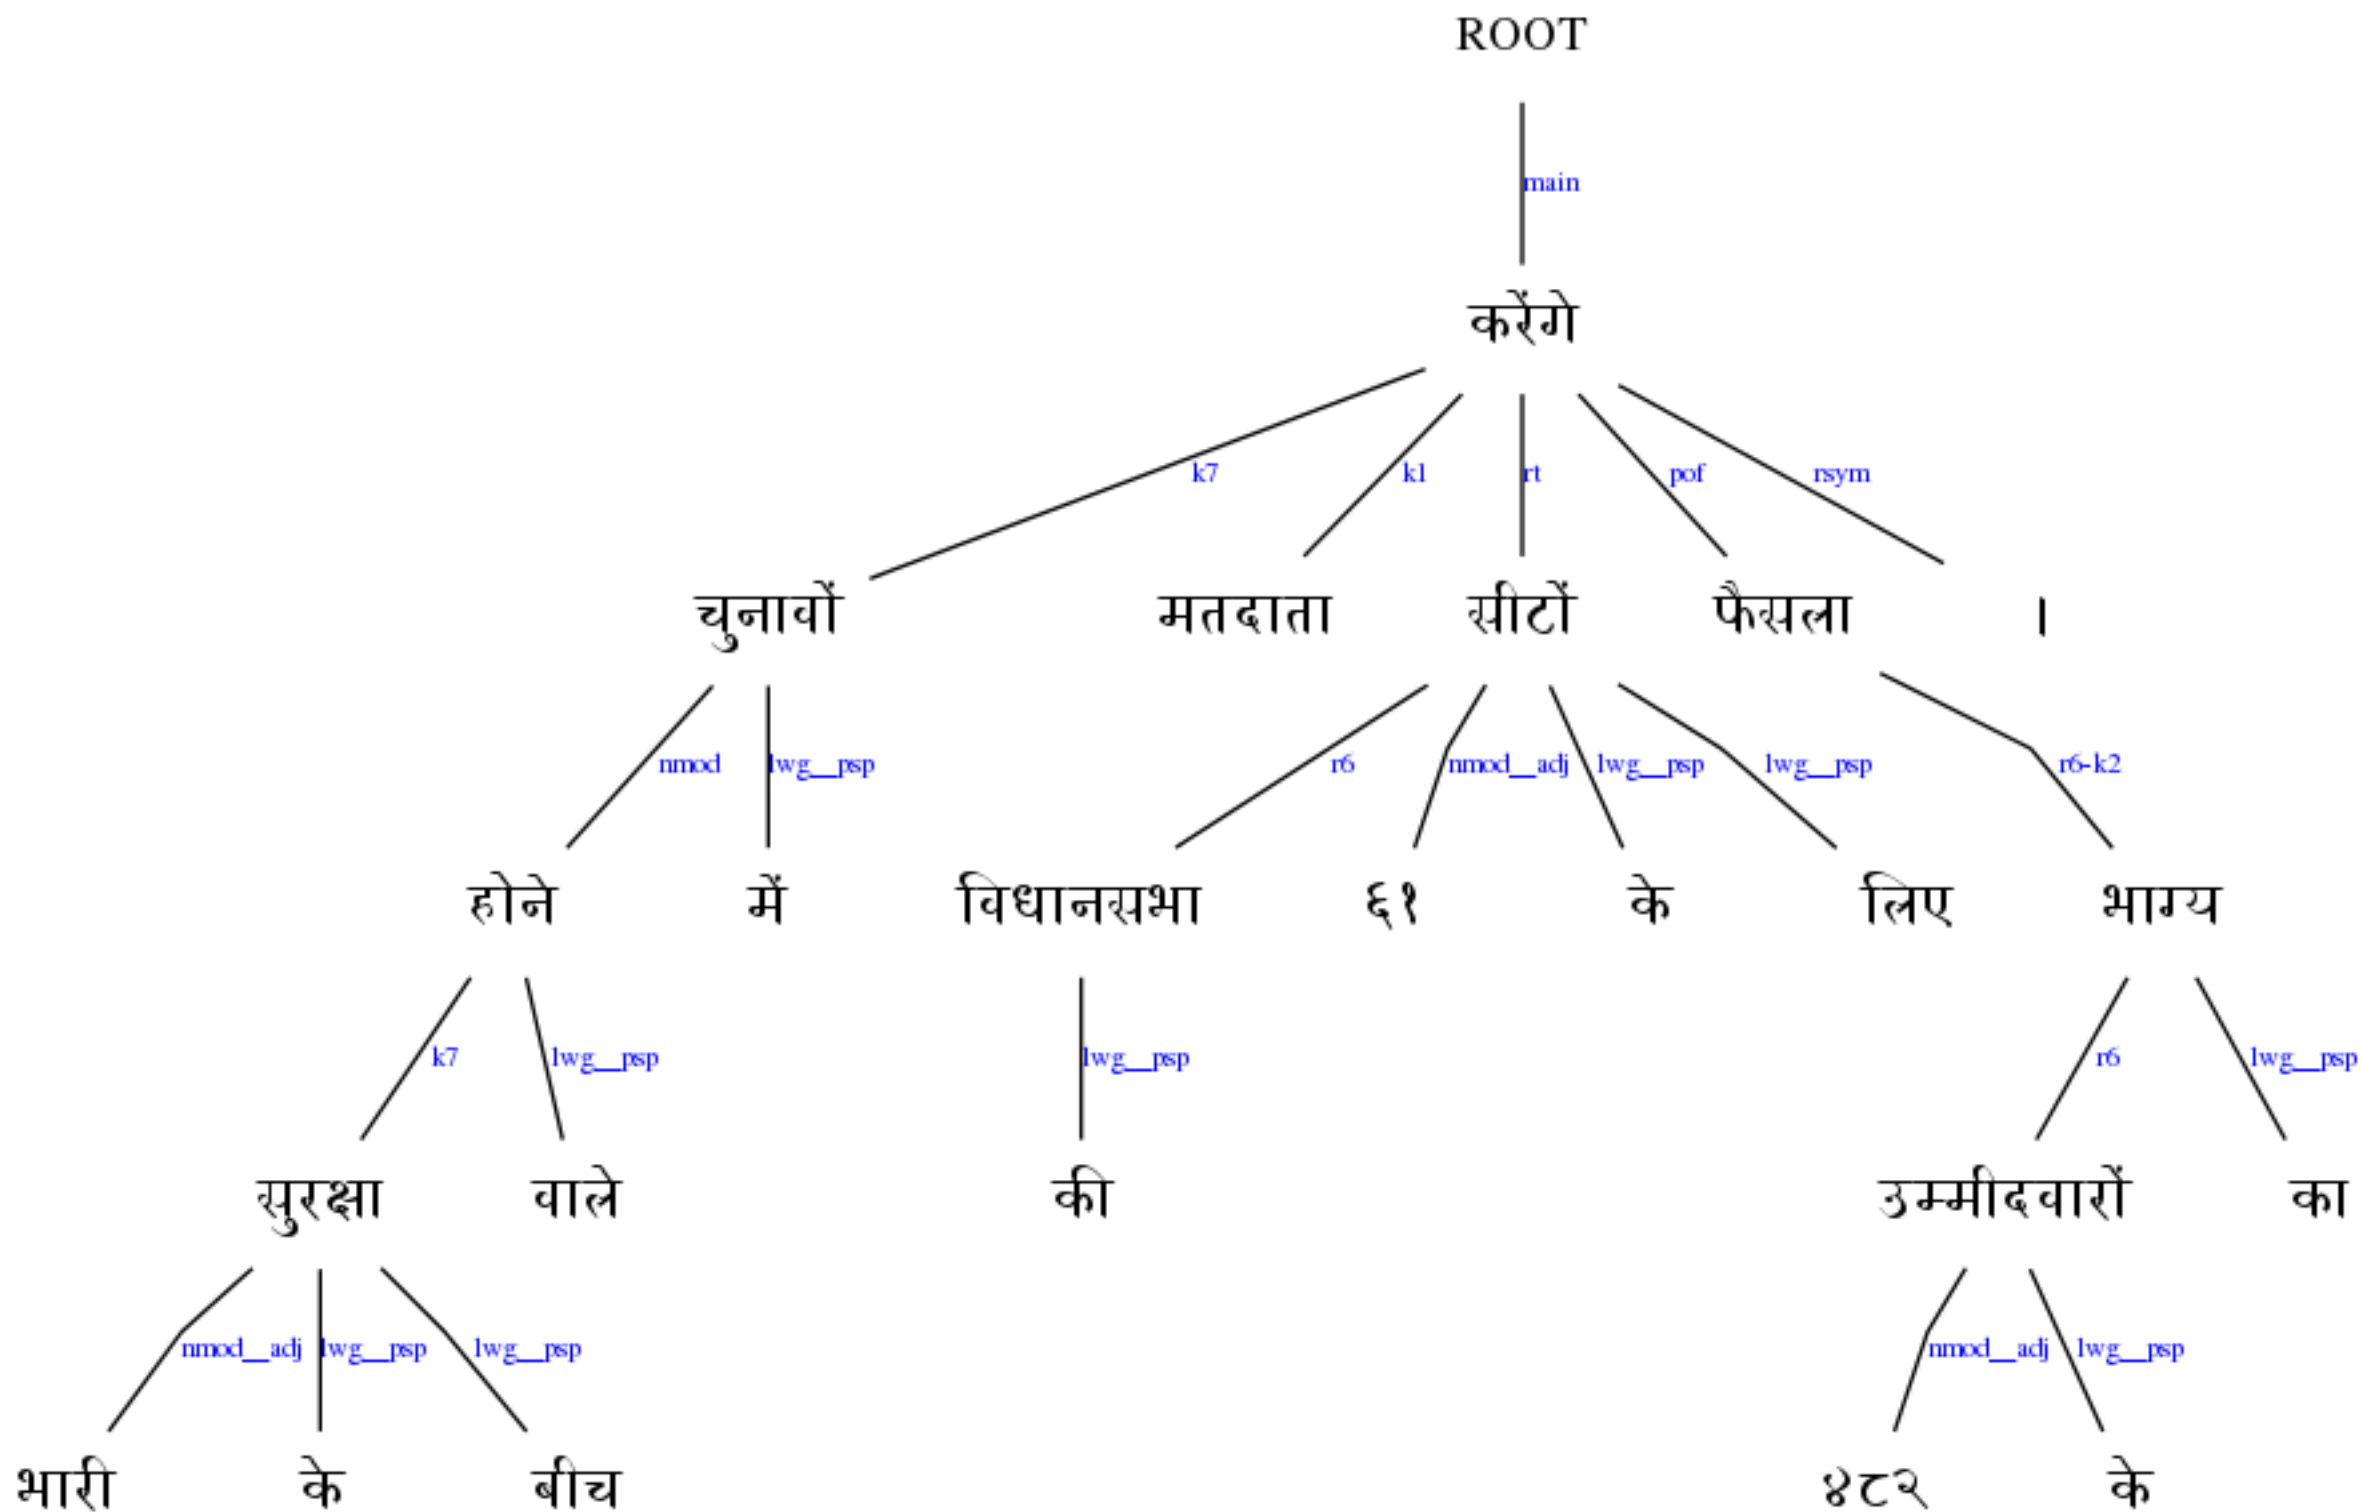 ROOT
main
करेंगे
k7 k1 rt pof rsym
चुनावों मतदाता सीटों फैसला ।
nmod lwg__psp r6 nmod__adj lwg__psp lwg__psp r6-k2
होने में विधानसभा ६१ के लिए भाग्य
k7 lwg__psp lwg__psp r6 lwg__psp
सुरक्षा वाले की उम्मीदवारों का
nmod__adj lwg__psp lwg__psp nmod__adj lwg__psp
भारी के बीच ४८२ के